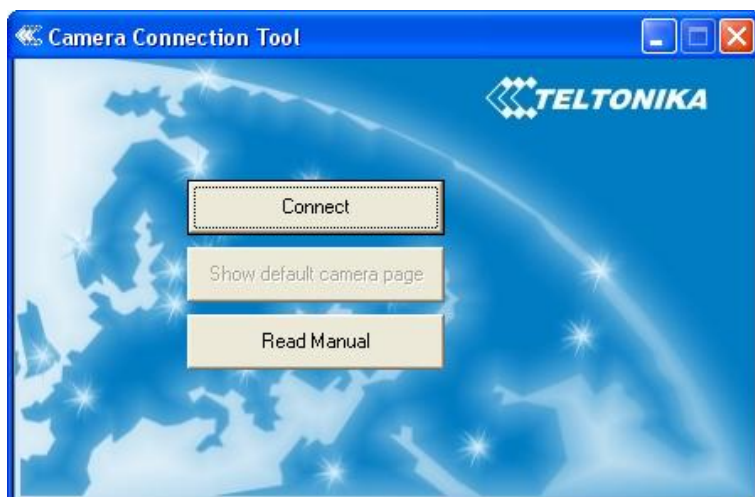 Camera Connection Tool
TELTONIKA
Connect
Show default camera page
Read Manual